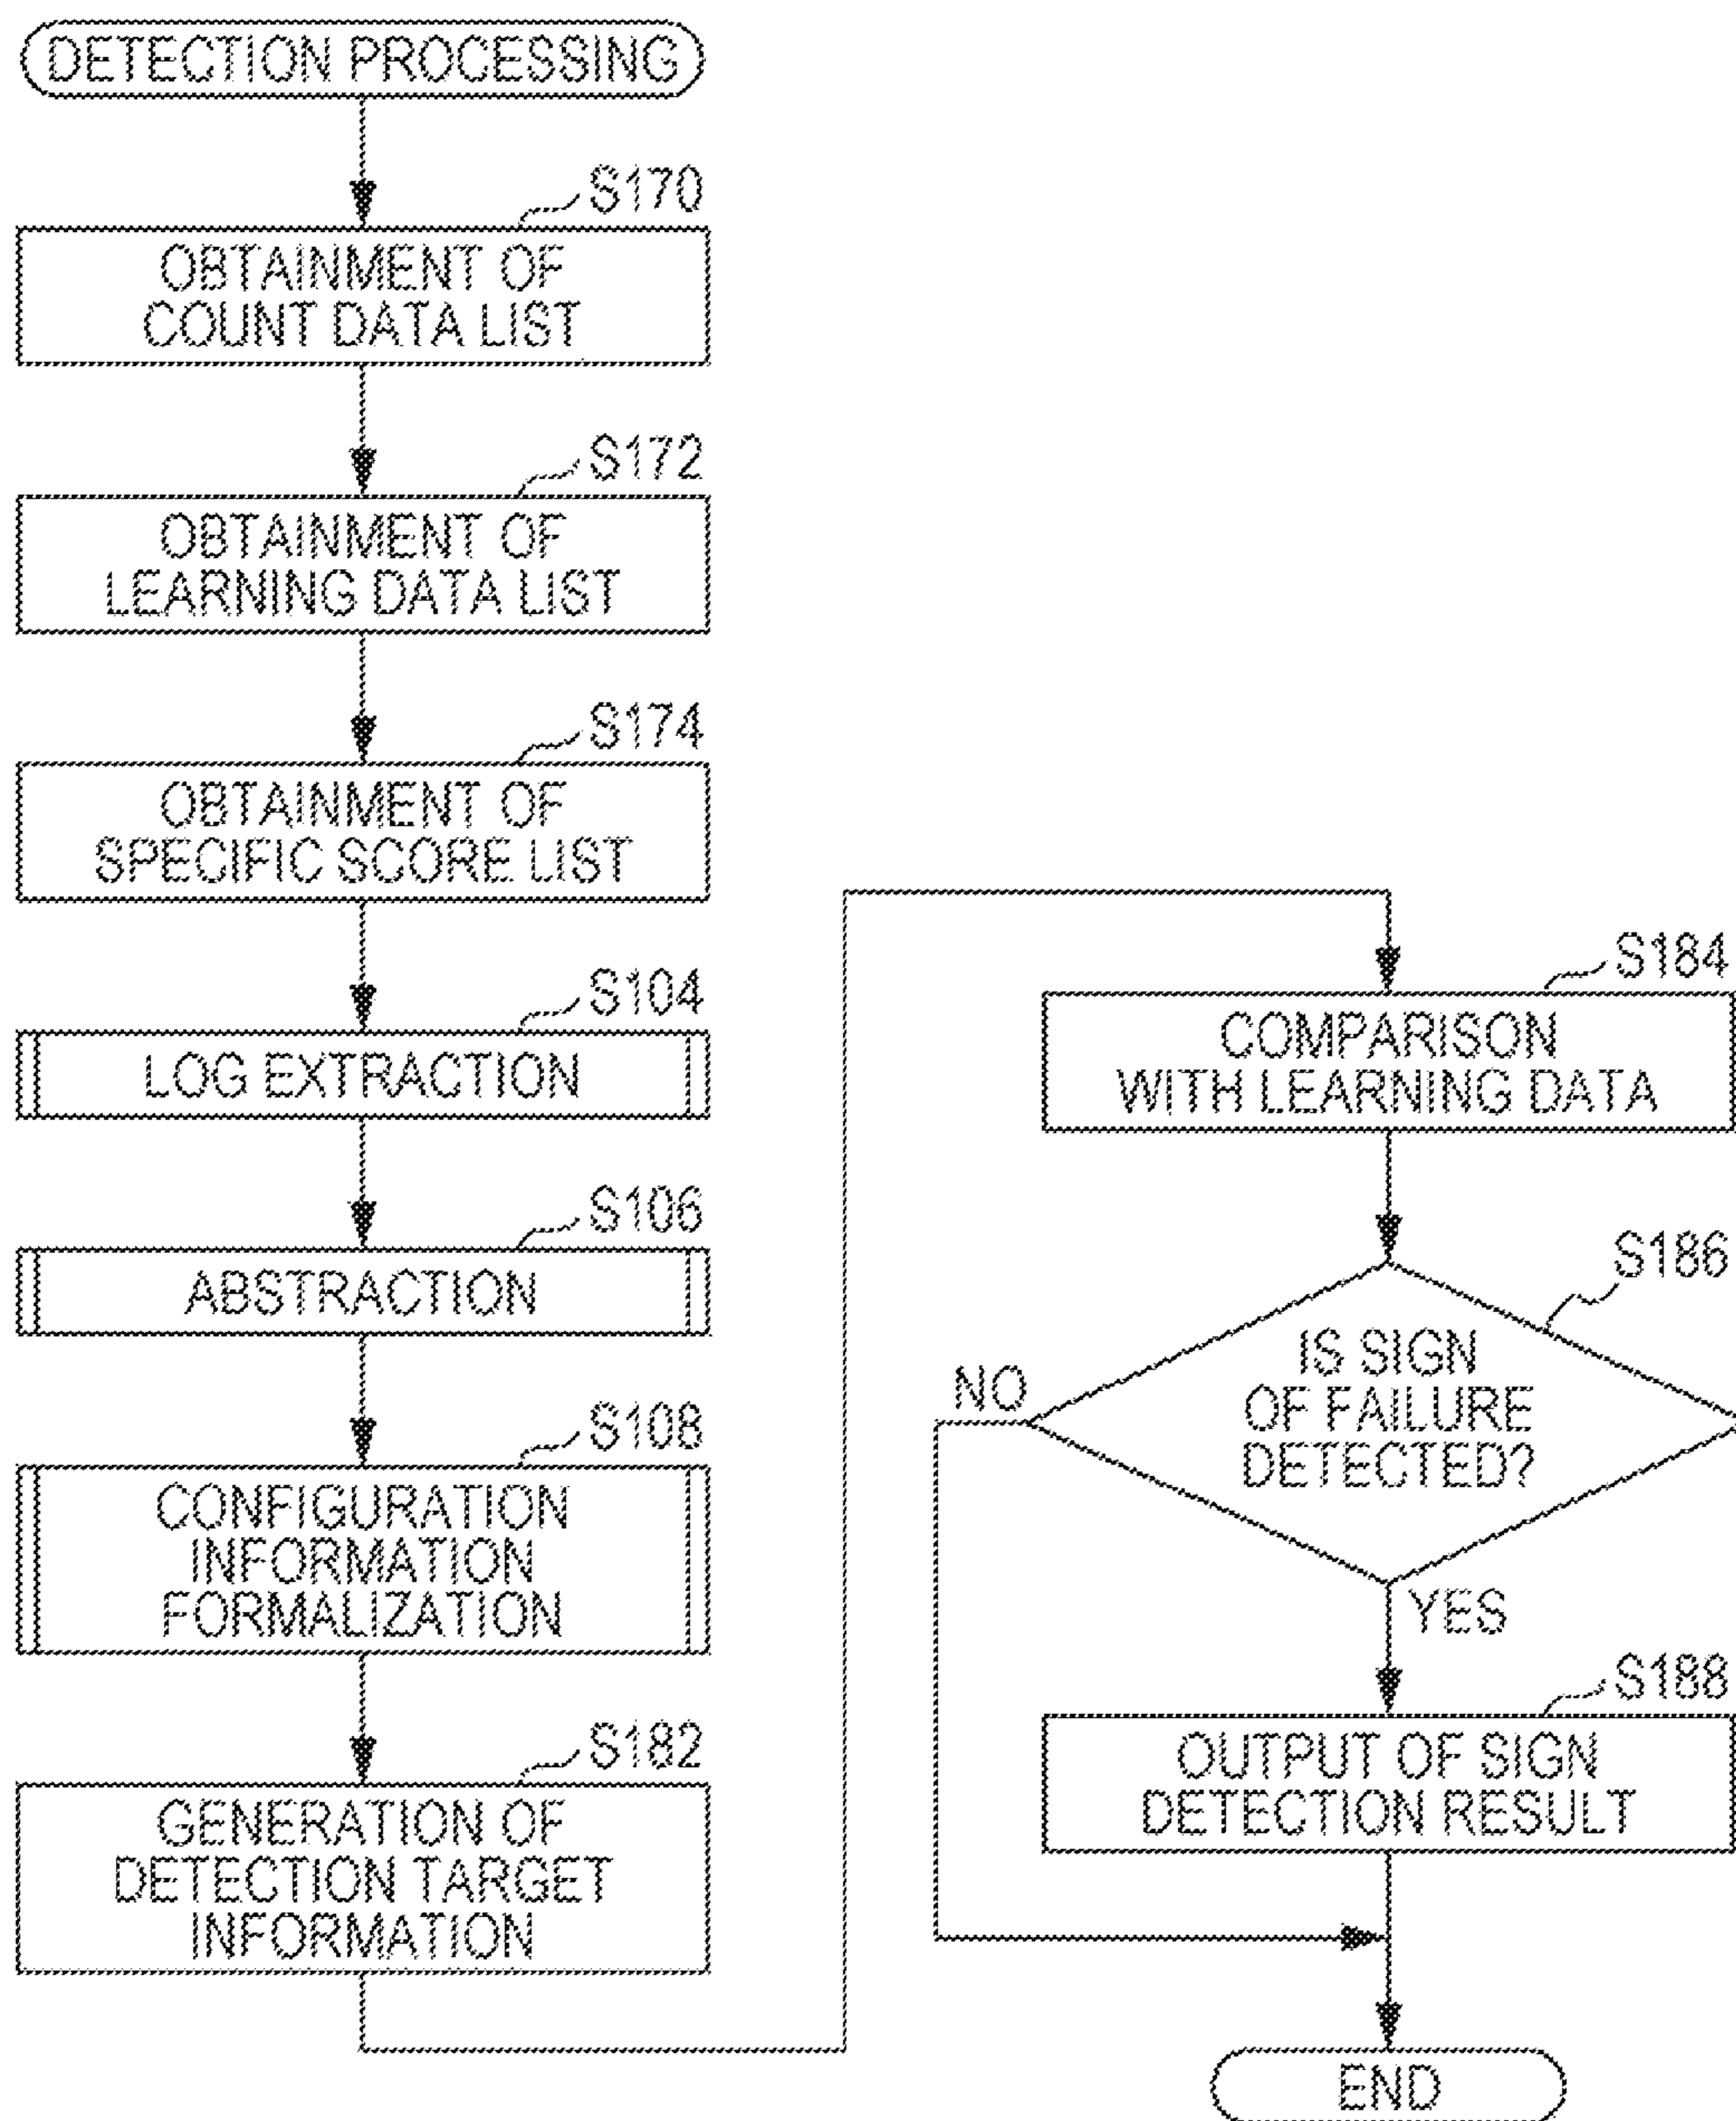 DETECTION PROCESSING
S170
OBTAINMENT OF
COUNT DATA LIST
S172
OBTAINMENT OF
LEARNING DATA LIST
S174
OBTAINMENT OF
SPECIFIC SCORE LIST
S104
LOG EXTRACTION
S106
ABSTRACTION
S108
CONFIGURATION
INFORMATION
FORMALIZATION
S182
GENERATION OF
DETECTION TARGET
INFORMATION
S184
COMPARISON
WITH LEARNING DATA
S186
IS SIGN
OF FAILURE
DETECTED?
NO
YES
S188
OUTPUT OF SIGN
DETECTION RESULT
END